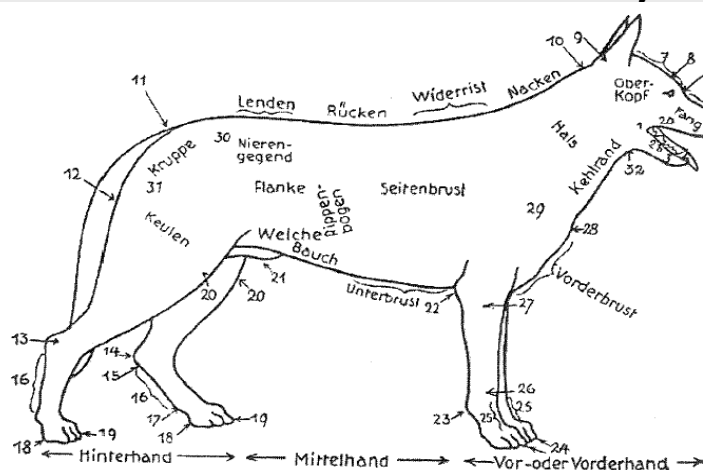 10
9
7
8
11
Lenden
Rücken
Widerrist
Nacken
Ober-
Kopf
Fang
Kruppe
30
Nieren-
gegend
Hals
20
12
31
Flanke
Rippen-
bogen
Seitenbrust
Kehlrand
32
Keulen
Weiche
Bauch
29
28
20
20
21
Unterbrust
22
27
Vorderbrust
13
14
15
16
16
17
18
19
18
19
23
26
25
25
24
Hinterhand
Mittelhand
Vor-oder Vorderhand